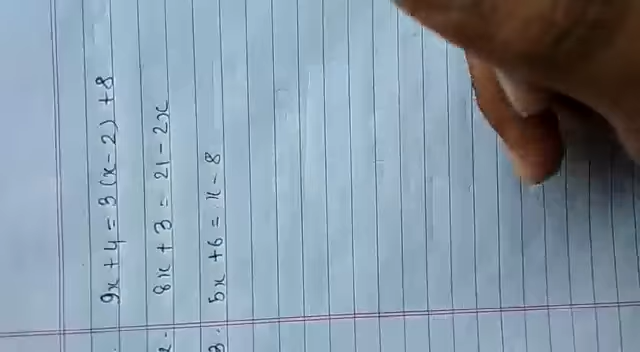 9x + 4 = 3 (x - 2) + 8
2. 8x + 3 = 21 - 2x
3. 5x + 6 = x - 8